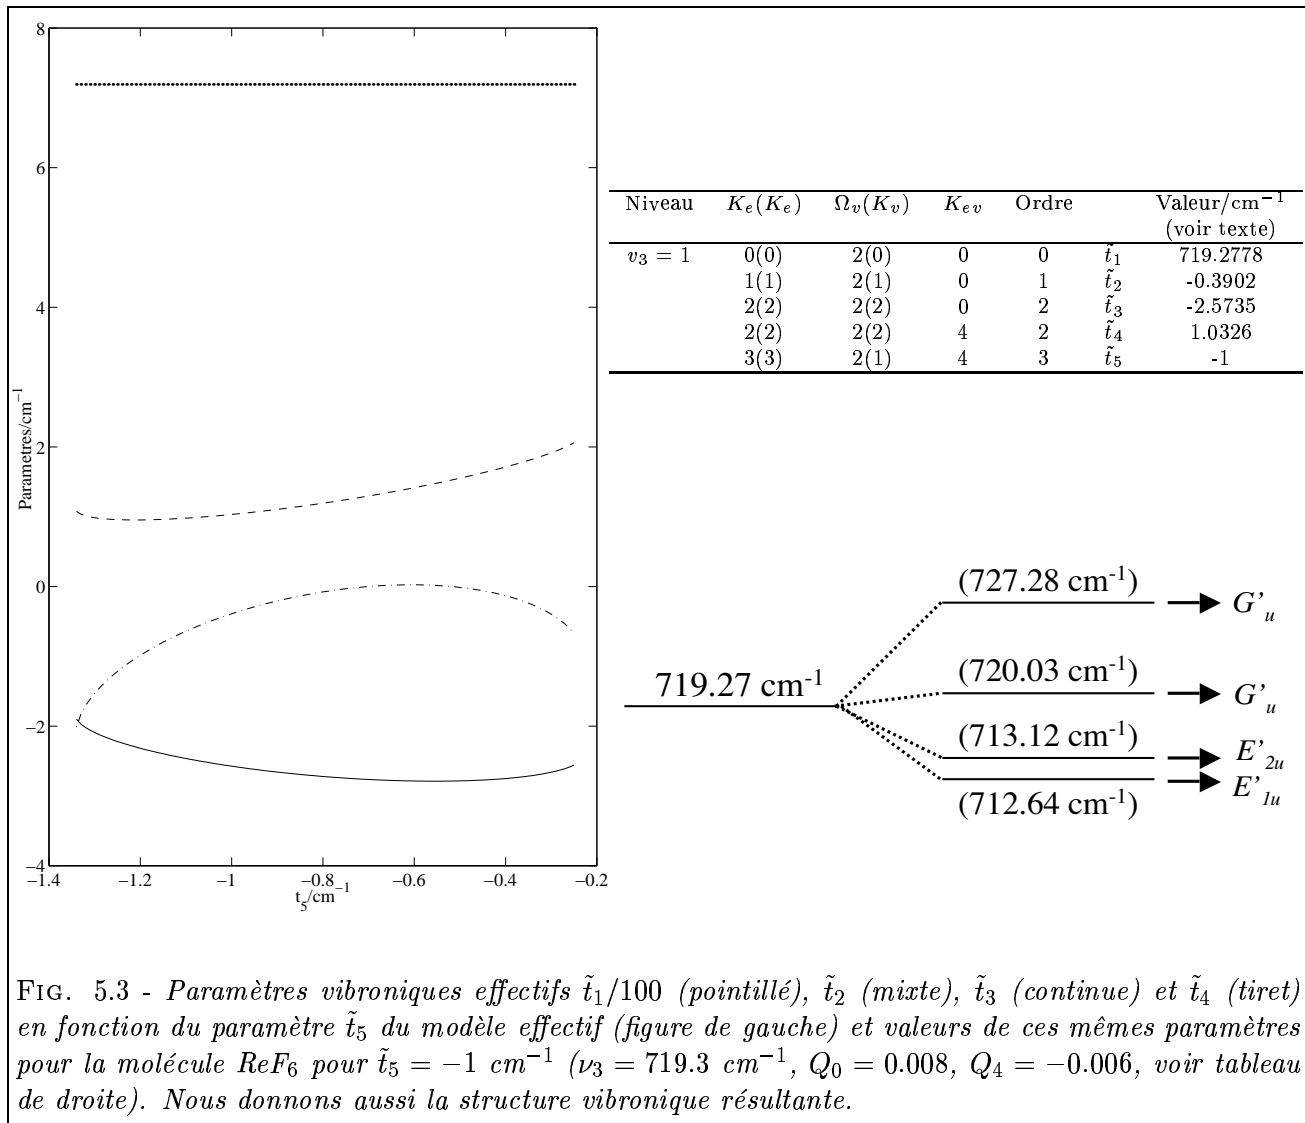 8
6
4
2
0
−2
−4
−1.4 −1.2 −1 −0.8 −0.6 −0.4 −0.2
Parametres/cm⁻¹
t₅/cm⁻¹
Niveau Kₑ(Kₑ) Ωᵥ(Kᵥ) Kₑᵥ Ordre Valeur/cm⁻¹
(voir texte)
v₃ = 1 0(0) 2(0) 0 0 t̃₁ 719.2778
1(1) 2(1) 0 1 t̃₂ -0.3902
2(2) 2(2) 0 2 t̃₃ -2.5735
2(2) 2(2) 4 2 t̃₄ 1.0326
3(3) 2(1) 4 3 t̃₅ -1
719.27 cm⁻¹
(727.28 cm⁻¹) G'ᵤ
(720.03 cm⁻¹) G'ᵤ
(713.12 cm⁻¹) E'₂ᵤ
(712.64 cm⁻¹) E'₁ᵤ
FIG. 5.3 - Paramètres vibroniques effectifs t̃₁/100 (pointillé), t̃₂ (mixte), t̃₃ (continue) et t̃₄ (tiret)
en fonction du paramètre t̃₅ du modèle effectif (figure de gauche) et valeurs de ces mêmes paramètres
pour la molécule ReF₆ pour t̃₅ = −1 cm⁻¹ (ν₃ = 719.3 cm⁻¹, Q₀ = 0.008, Q₄ = −0.006, voir tableau
de droite). Nous donnons aussi la structure vibronique résultante.